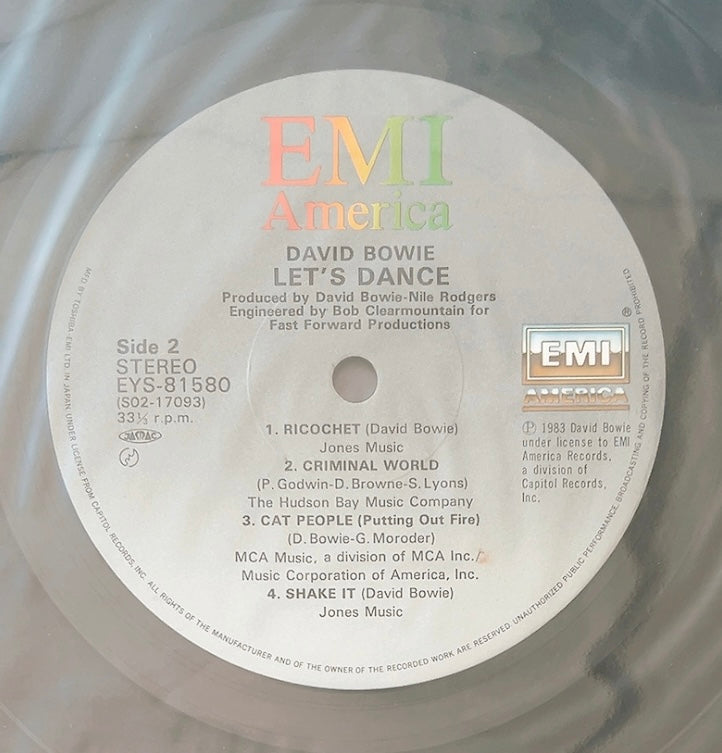 EMI
America
DAVID BOWIE
LET'S DANCE
Produced by David Bowie-Nile Rodgers
Engineered by Bob Clearmountain for
Fast Forward Productions
Side 2
STEREO
EYS-81580
(S02-17093)
33⅓ r.p.m.
JASRAC
®
EMI
AMERICA
Ⓟ 1983 David Bowie
under license to EMI
America Records,
a division of
Capitol Records,
Inc.
1. RICOCHET (David Bowie)
Jones Music
2. CRIMINAL WORLD
(P. Godwin-D. Browne-S. Lyons)
The Hudson Bay Music Company
3. CAT PEOPLE (Putting Out Fire)
(D. Bowie-G. Moroder)
MCA Music, a division of MCA Inc./
Music Corporation of America, Inc.
4. SHAKE IT (David Bowie)
Jones Music
MFD BY TOSHIBA EMI LTD. IN JAPAN UNDER LICENSE FROM CAPITOL RECORDS, INC. ALL RIGHTS OF THE MANUFACTURER AND OF THE OWNER OF THE RECORDED WORK ARE RESERVED. UNAUTHORIZED PUBLIC PERFORMANCE, BROADCASTING AND COPYING OF THE RECORD PROHIBITED